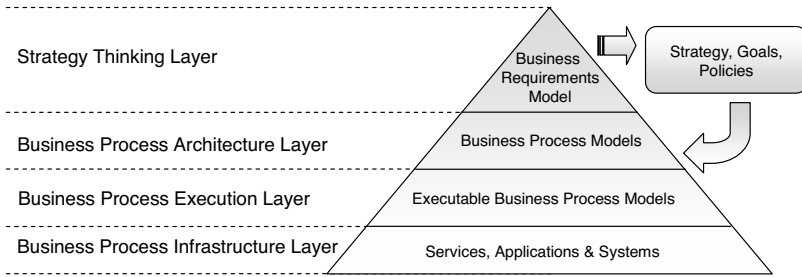 Strategy Thinking Layer
Business
Requirements
Model
Strategy, Goals,
Policies
Business Process Architecture Layer
Business Process Models
Business Process Execution Layer
Executable Business Process Models
Business Process Infrastructure Layer
Services, Applications & Systems